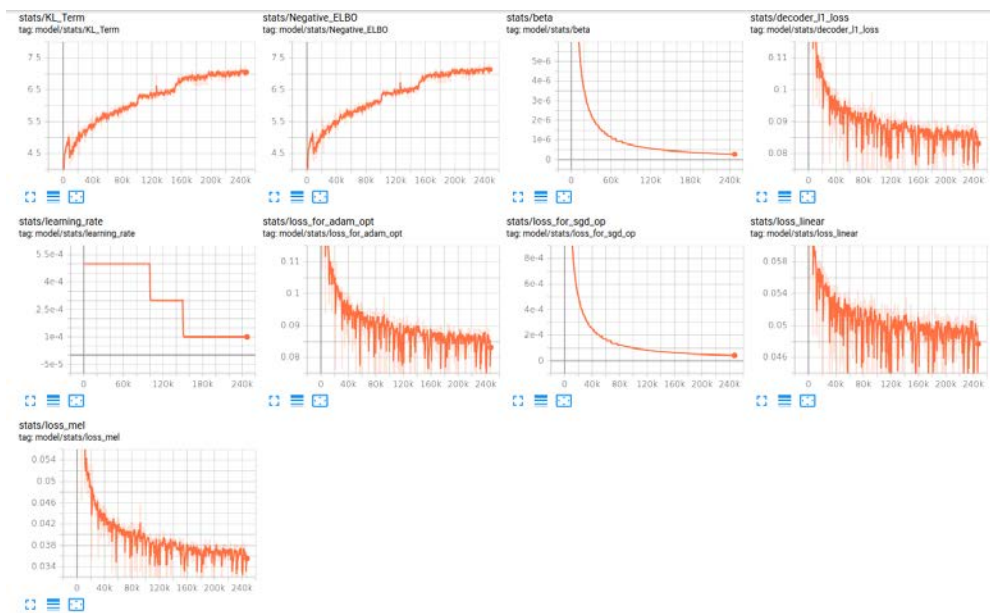 stats/KL_Term
tag: model/stats/KL_Term
7.5
6.5
5.5
4.5
0 40k 80k 120k 160k 200k 240k
stats/Negative_ELBO
tag: model/stats/Negative_ELBO
7.5
6.5
5.5
4.5
0 40k 80k 120k 160k 200k 240k
stats/beta
tag: model/stats/beta
5e-6
4e-6
3e-6
2e-6
1e-6
0
0 60k 120k 180k 240k
stats/decoder_l1_loss
tag: model/stats/decoder_l1_loss
0.11
0.1
0.09
0.08
0 40k 80k 120k 160k 200k 240k
stats/learning_rate
tag: model/stats/learning_rate
5.5e-4
4e-4
2.5e-4
1e-4
-5e-5
0 60k 120k 180k 240k
stats/loss_for_adam_opt
tag: model/stats/loss_for_adam_opt
0.11
0.1
0.09
0.08
0 40k 80k 120k 160k 200k 240k
stats/loss_for_sgd_op
tag: model/stats/loss_for_sgd_op
8e-4
6e-4
4e-4
2e-4
0
0 40k 80k 120k 160k 200k 240k
stats/loss_linear
tag: model/stats/loss_linear
0.058
0.054
0.05
0.046
0 40k 80k 120k 160k 200k 240k
stats/loss_mel
tag: model/stats/loss_mel
0.054
0.05
0.046
0.042
0.038
0.034
0 40k 80k 120k 160k 200k 240k